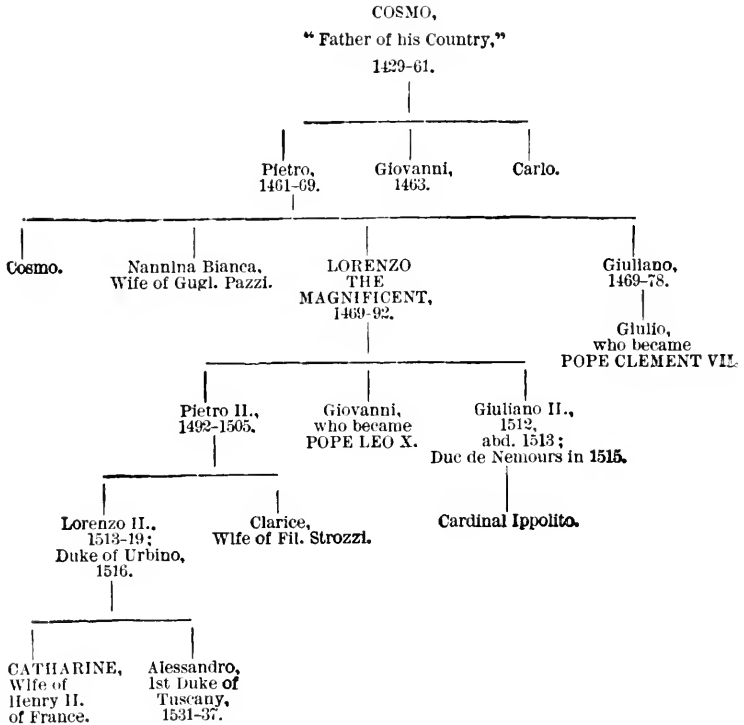 COSMO,
“ Father of his Country,”
1429-61.
Pietro,
1461-69.
Giovanni,
1463.
Carlo.
Cosmo.
Nannina Bianca,
Wife of Gugl. Pazzi.
LORENZO
THE
MAGNIFICENT,
1469-92.
Giuliano,
1469-78.
Giulio,
who became
POPE CLEMENT VII.
Pietro II.,
1492-1505.
Giovanni,
who became
POPE LEO X.
Giuliano II.,
1512,
abd. 1513;
Duc de Nemours in 1515.
Lorenzo II.,
1513-19;
Duke of Urbino,
1516.
Clarice,
Wife of Fil. Strozzi.
Cardinal Ippolito.
CATHARINE,
Wife of
Henry II.
of France.
Alessandro,
1st Duke of
Tuscany,
1531-37.